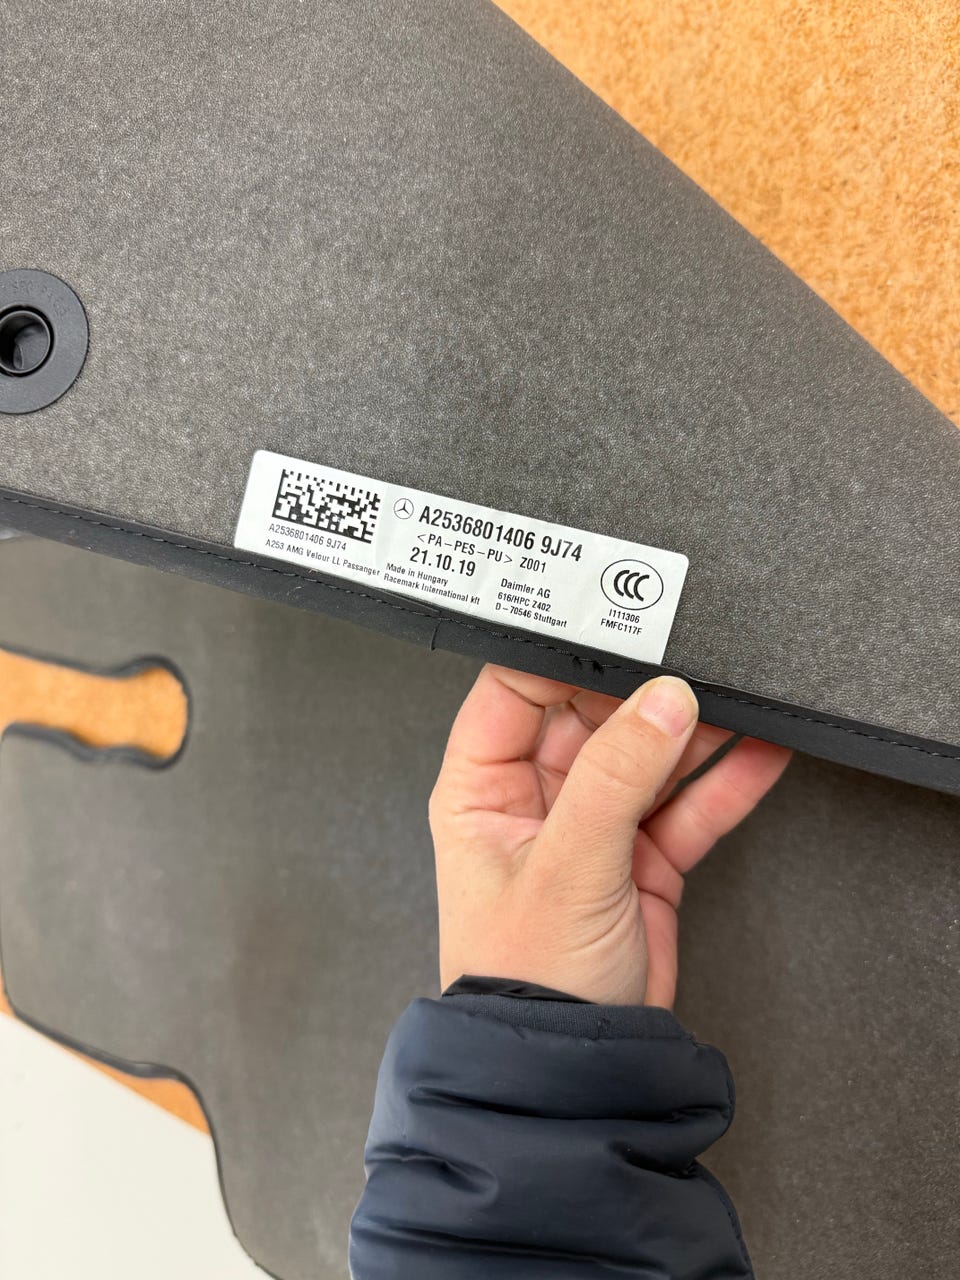 A2536801406 9J74
<PA-PES-PU> Z001
21.10.19
A2536801406 9J74
A253 AMG Velour LL Passenger
Made in Hungary
Racemark International kft
Daimler AG
616/HPC Z402
D-70546 Stuttgart
CCC
I111306
FMFC117F